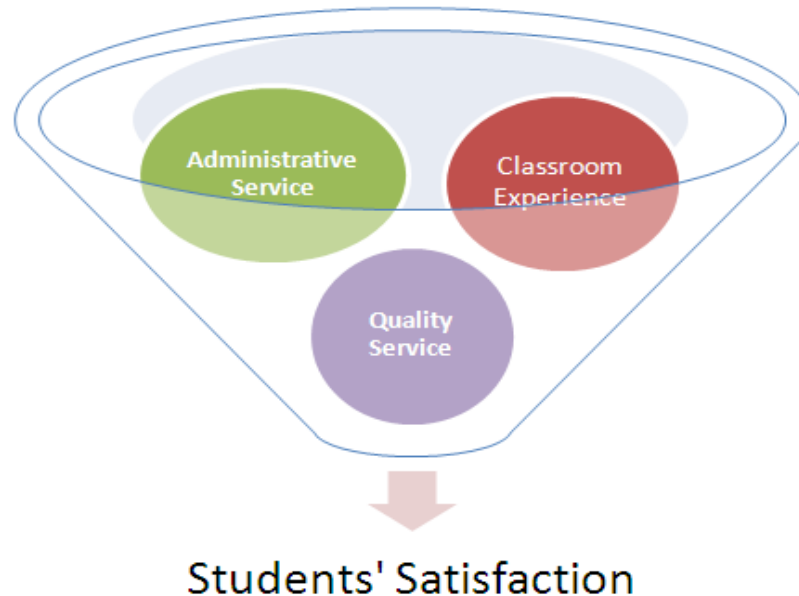 Administrative
Service
Classroom
Experience
Quality
Service
Students' Satisfaction